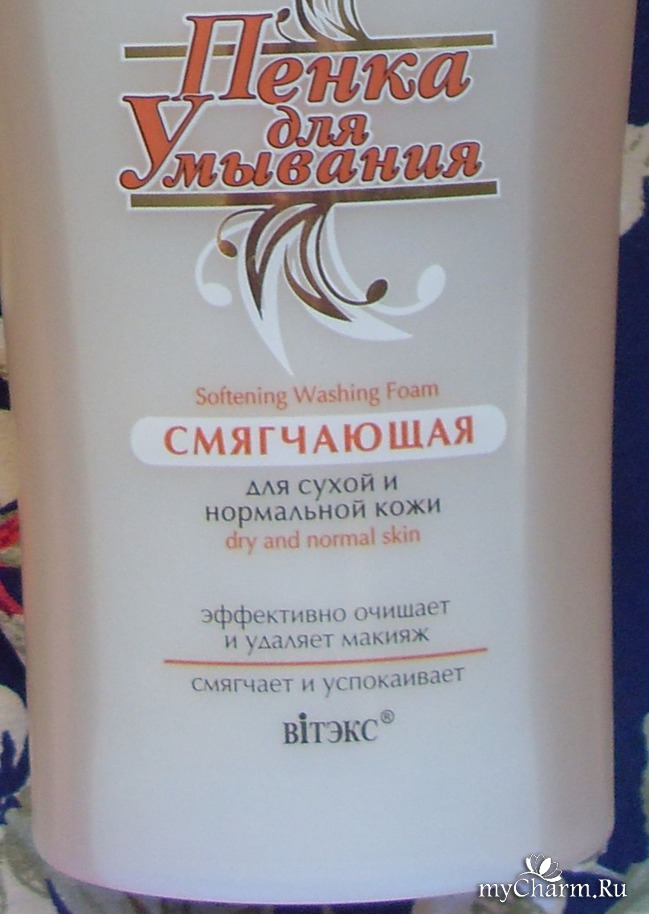 Пенка
для
Умывания
Softening Washing Foam
СМЯГЧАЮЩАЯ
для сухой и
нормальной кожи
dry and normal skin
эффективно очищает
и удаляет макияж
смягчает и успокаивает
вiтэкс®
myCharm.Ru